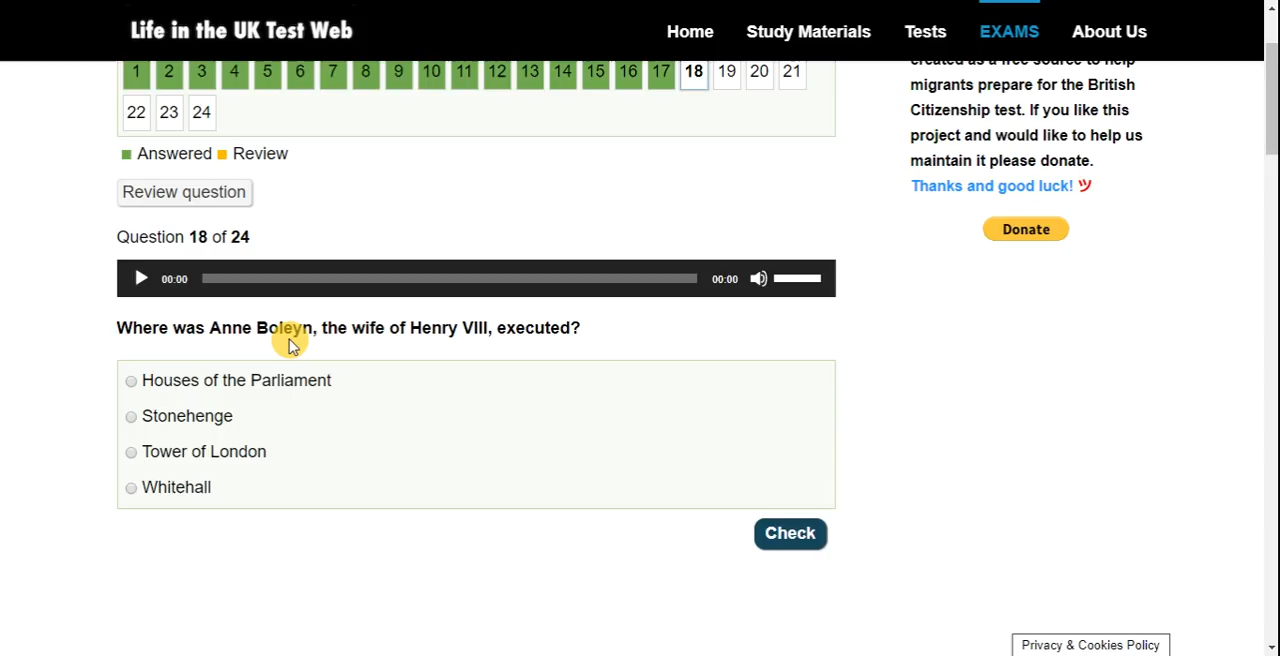 Life in the UK Test Web
Home Study Materials Tests EXAMS About Us
1 2 3 4 5 6 7 8 9 10 11 12 13 14 15 16 17 18 19 20 21
22 23 24
Answered Review
Review question
Question 18 of 24
00:00 00:00
Where was Anne Boleyn, the wife of Henry VIII, executed?
Houses of the Parliament
Stonehenge
Tower of London
Whitehall
Check
created as a free source to help
migrants prepare for the British
Citizenship test. If you like this
project and would like to help us
maintain it please donate.
Thanks and good luck! ツ
Donate
Privacy & Cookies Policy